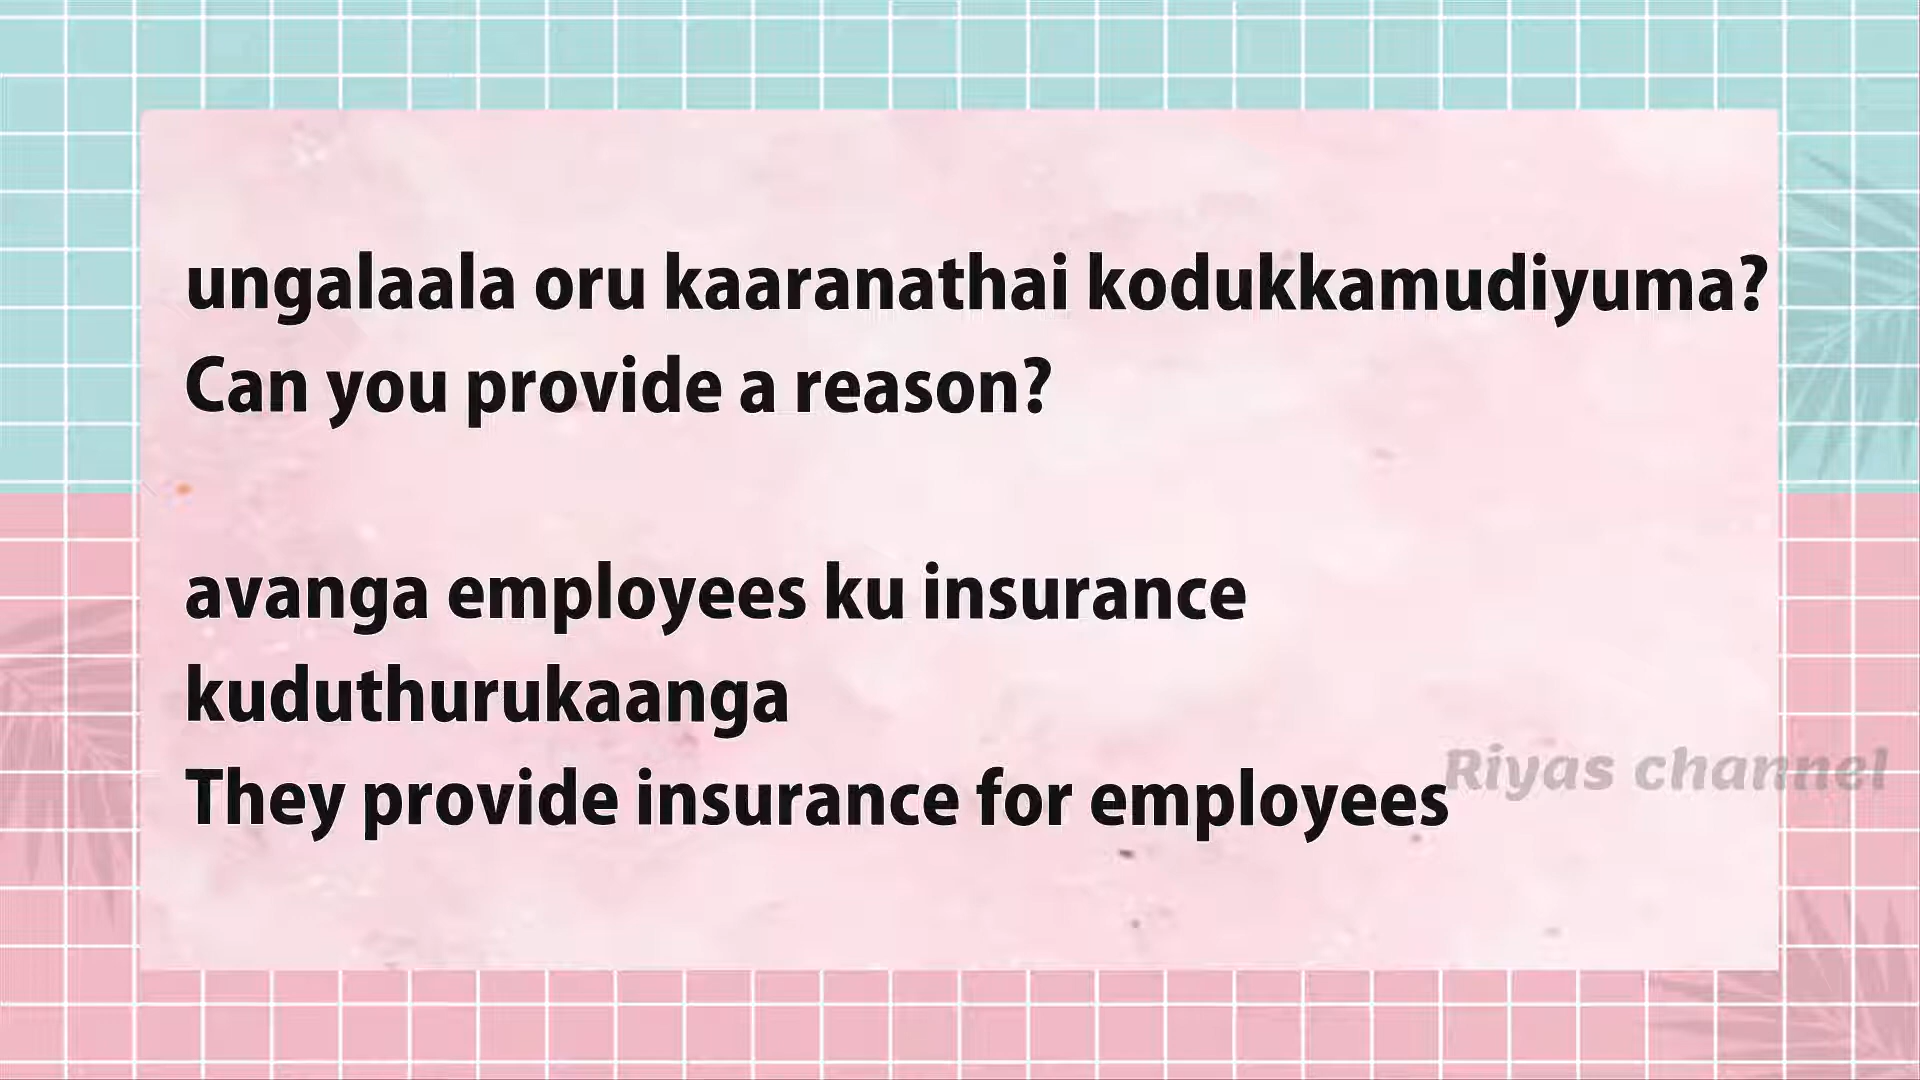 ungalaala oru kaaranathai kodukkamudiyuma?
Can you provide a reason?
avanga employees ku insurance
kuduthurukaanga
They provide insurance for employees
Riyas channel